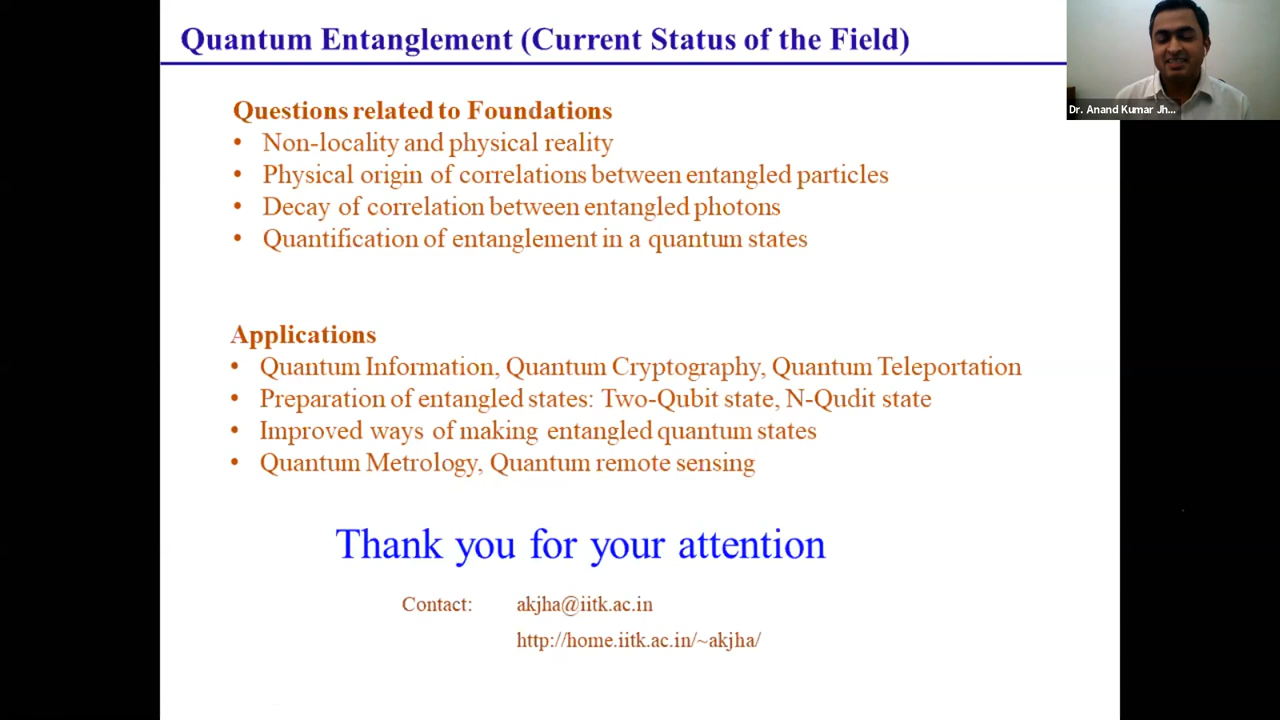 Quantum Entanglement (Current Status of the Field)
Dr. Anand Kumar Jh...
Questions related to Foundations
• Non-locality and physical reality
• Physical origin of correlations between entangled particles
• Decay of correlation between entangled photons
• Quantification of entanglement in a quantum states
Applications
• Quantum Information, Quantum Cryptography, Quantum Teleportation
• Preparation of entangled states: Two-Qubit state, N-Qudit state
• Improved ways of making entangled quantum states
• Quantum Metrology, Quantum remote sensing
Thank you for your attention
Contact: akjha@iitk.ac.in
http://home.iitk.ac.in/~akjha/